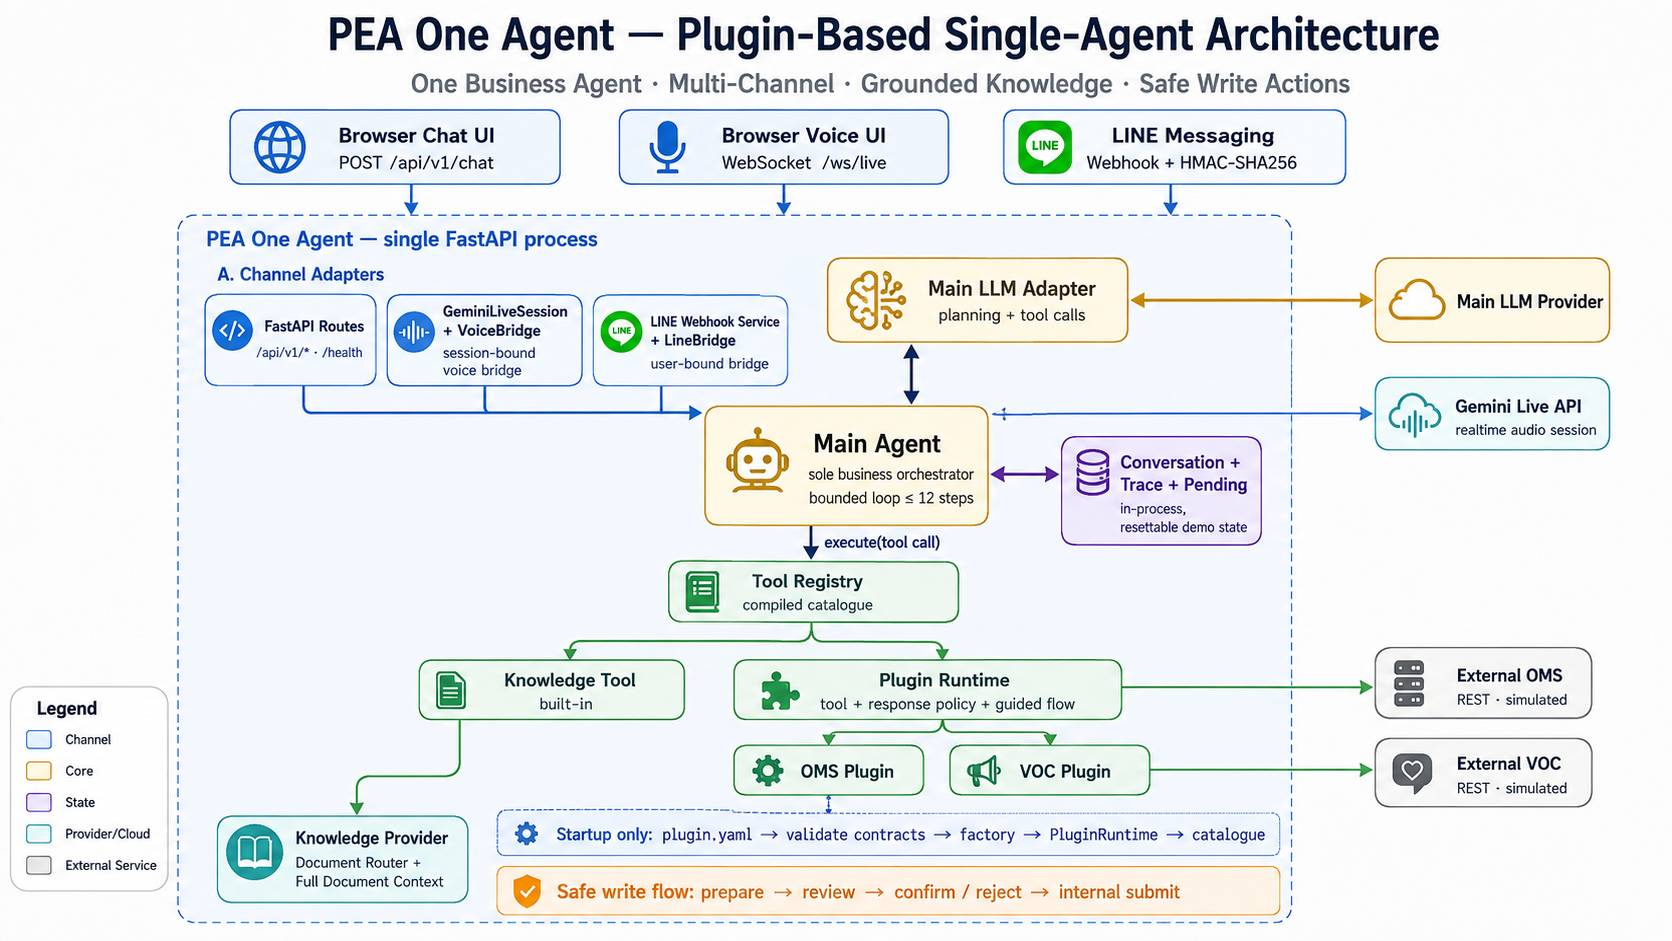 PEA One Agent — Plugin-Based Single-Agent Architecture
One Business Agent · Multi-Channel · Grounded Knowledge · Safe Write Actions
Browser Chat UI
POST /api/v1/chat
Browser Voice UI
WebSocket /ws/live
LINE
LINE Messaging
Webhook + HMAC-SHA256
PEA One Agent — single FastAPI process
A. Channel Adapters
FastAPI Routes
/api/v1/* · /health
GeminiLiveSession
+ VoiceBridge
session-bound
voice bridge
LINE
LINE Webhook Service
+ LineBridge
user-bound bridge
Main LLM Adapter
planning + tool calls
Main LLM Provider
Gemini Live API
realtime audio session
Main Agent
sole business orchestrator
bounded loop ≤ 12 steps
Conversation +
Trace + Pending
in-process,
resettable demo state
execute(tool call)
Tool Registry
compiled catalogue
Knowledge Tool
built-in
Plugin Runtime
tool + response policy + guided flow
External OMS
REST · simulated
OMS Plugin
VOC Plugin
External VOC
REST · simulated
Legend
Channel
Core
State
Provider/Cloud
External Service
Knowledge Provider
Document Router +
Full Document Context
Startup only: plugin.yaml → validate contracts → factory → PluginRuntime → catalogue
Safe write flow: prepare → review → confirm / reject → internal submit